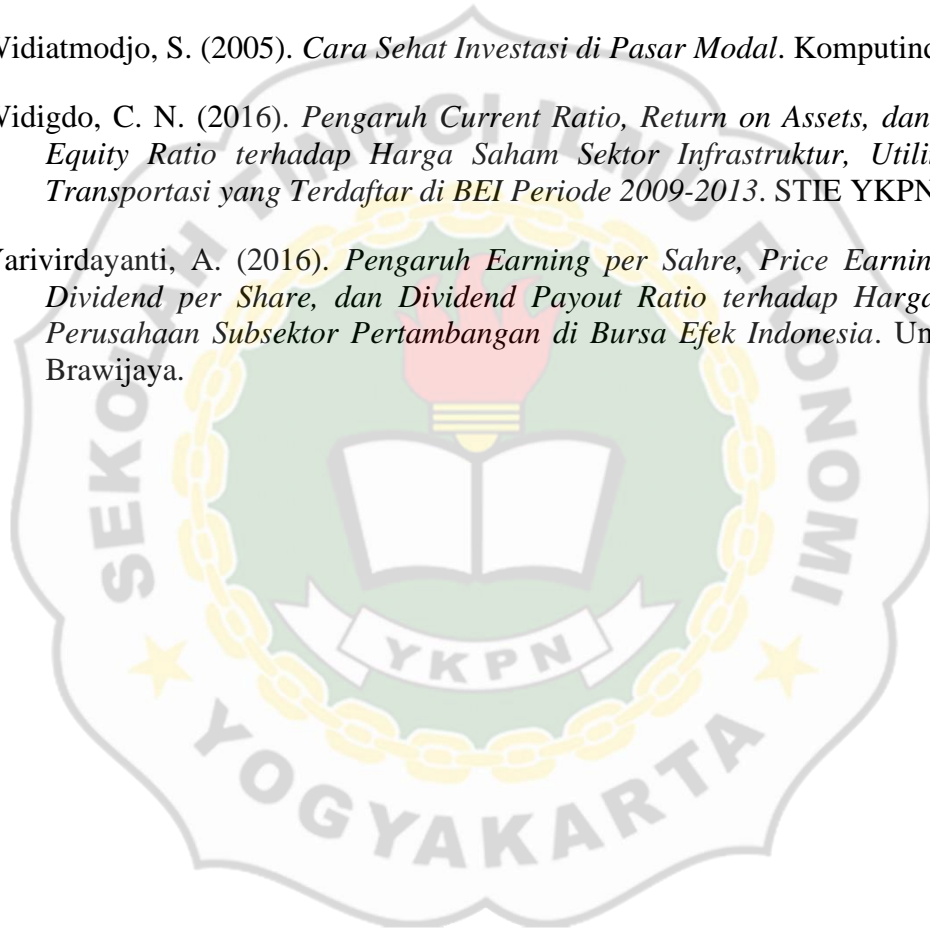 Widiatmodjo, S. (2005). Cara Sehat Investasi di Pasar Modal. Komputind
Widigdo, C. N. (2016). Pengaruh Current Ratio, Return on Assets, dan
Equity Ratio terhadap Harga Saham Sektor Infrastruktur, Utili
Transportasi yang Terdaftar di BEI Periode 2009-2013. STIE YKPN
Yarivirdayanti, A. (2016). Pengaruh Earning per Sahre, Price Earnin
Dividend per Share, dan Dividend Payout Ratio terhadap Harga
Perusahaan Subsektor Pertambangan di Bursa Efek Indonesia. Un
Brawijaya.
SEKOLAH TINGGI ILMU EKONOMI
YKPN
YOGYAKARTA